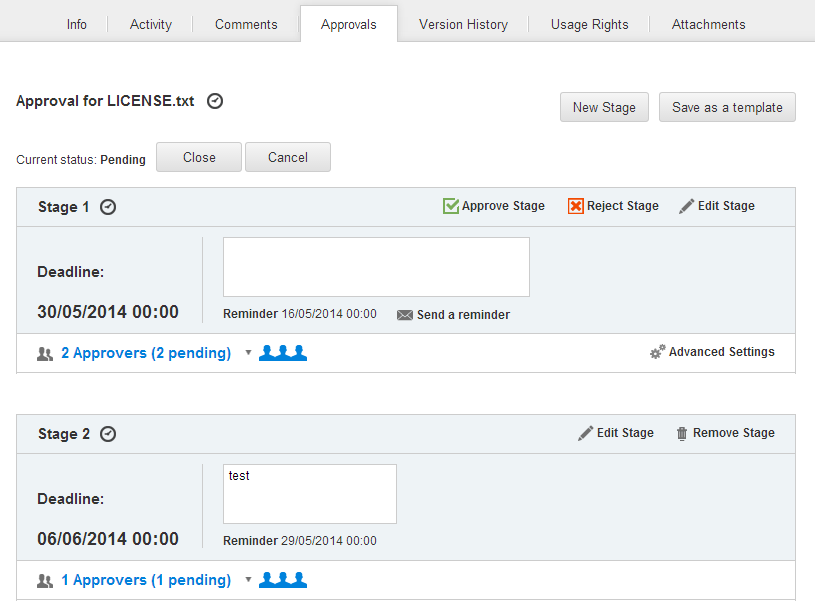 Info Activity Comments Approvals Version History Usage Rights Attachments
Approval for LICENSE.txt
New Stage Save as a template
Current status: Pending Close Cancel
Stage 1 Approve Stage Reject Stage Edit Stage
Deadline:
30/05/2014 00:00
Reminder 16/05/2014 00:00 Send a reminder
2 Approvers (2 pending) Advanced Settings
Stage 2 Edit Stage Remove Stage
test
Deadline:
06/06/2014 00:00
Reminder 29/05/2014 00:00
1 Approvers (1 pending)